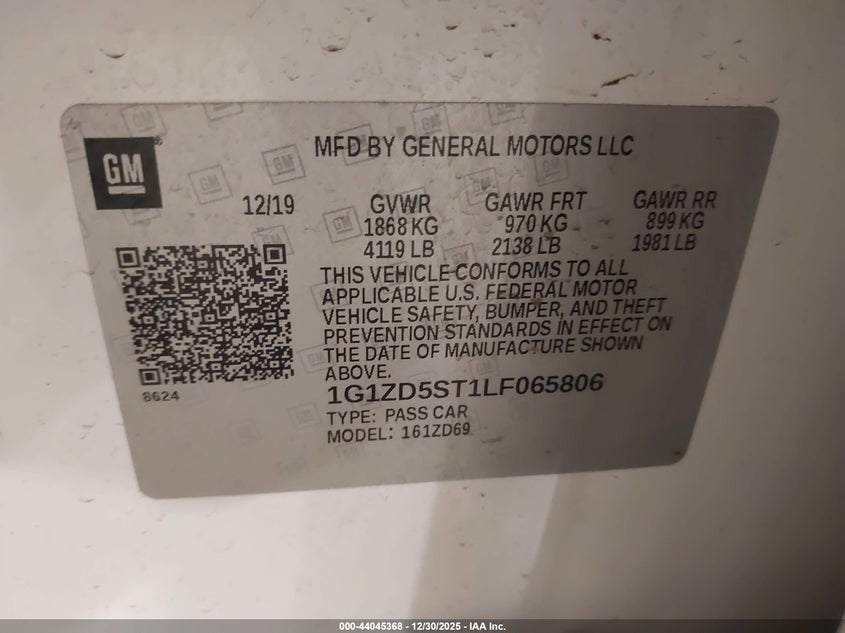 GM®
MFD BY GENERAL MOTORS LLC
12/19 GVWR GAWR FRT GAWR RR
1868 KG 970 KG 899 KG
4119 LB 2138 LB 1981 LB
THIS VEHICLE CONFORMS TO ALL
APPLICABLE U.S. FEDERAL MOTOR
VEHICLE SAFETY, BUMPER, AND THEFT
PREVENTION STANDARDS IN EFFECT ON
THE DATE OF MANUFACTURE SHOWN
ABOVE.
8624
1G1ZD5ST1LF065806
TYPE: PASS CAR
MODEL: 161ZD69
000-44045368 - 12/30/2025 - IAA Inc.